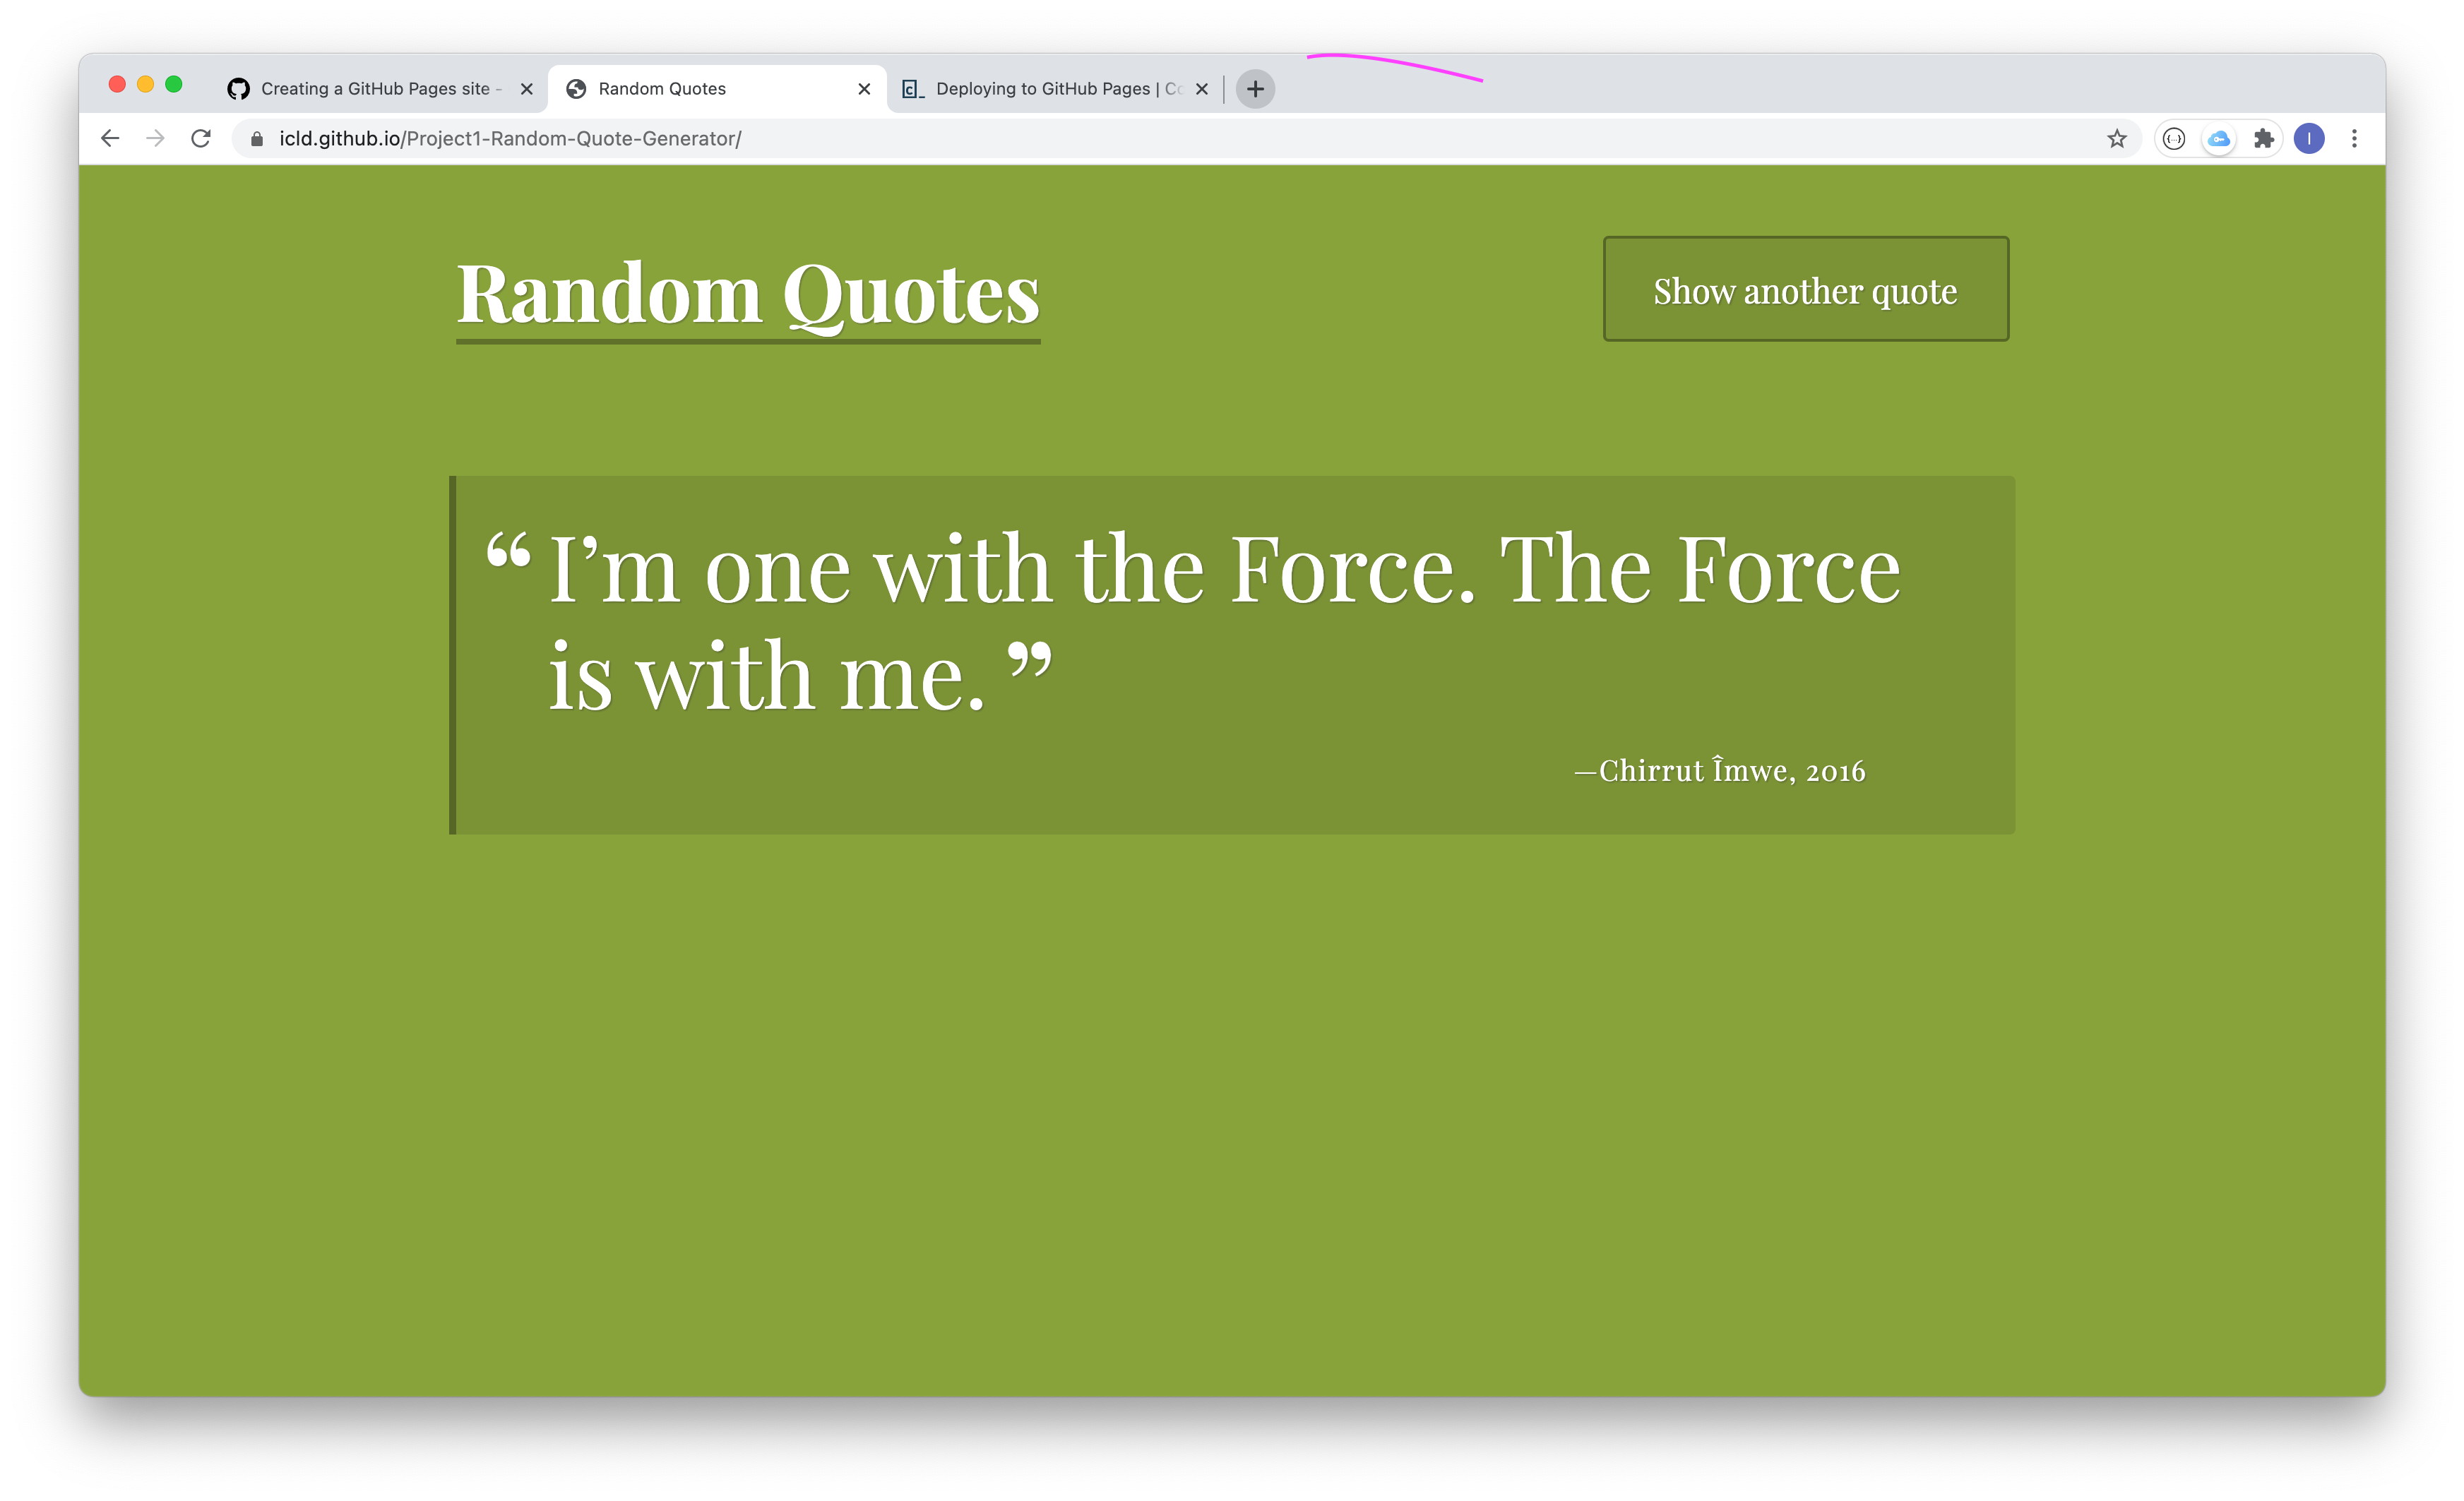 Creating a GitHub Pages site -
Random Quotes
Deploying to GitHub Pages |
icld.github.io/Project1-Random-Quote-Generator/
I
Random Quotes
Show another quote
“ I’m one with the Force. The Force
is with me. ”
—Chirrut Îmwe, 2016